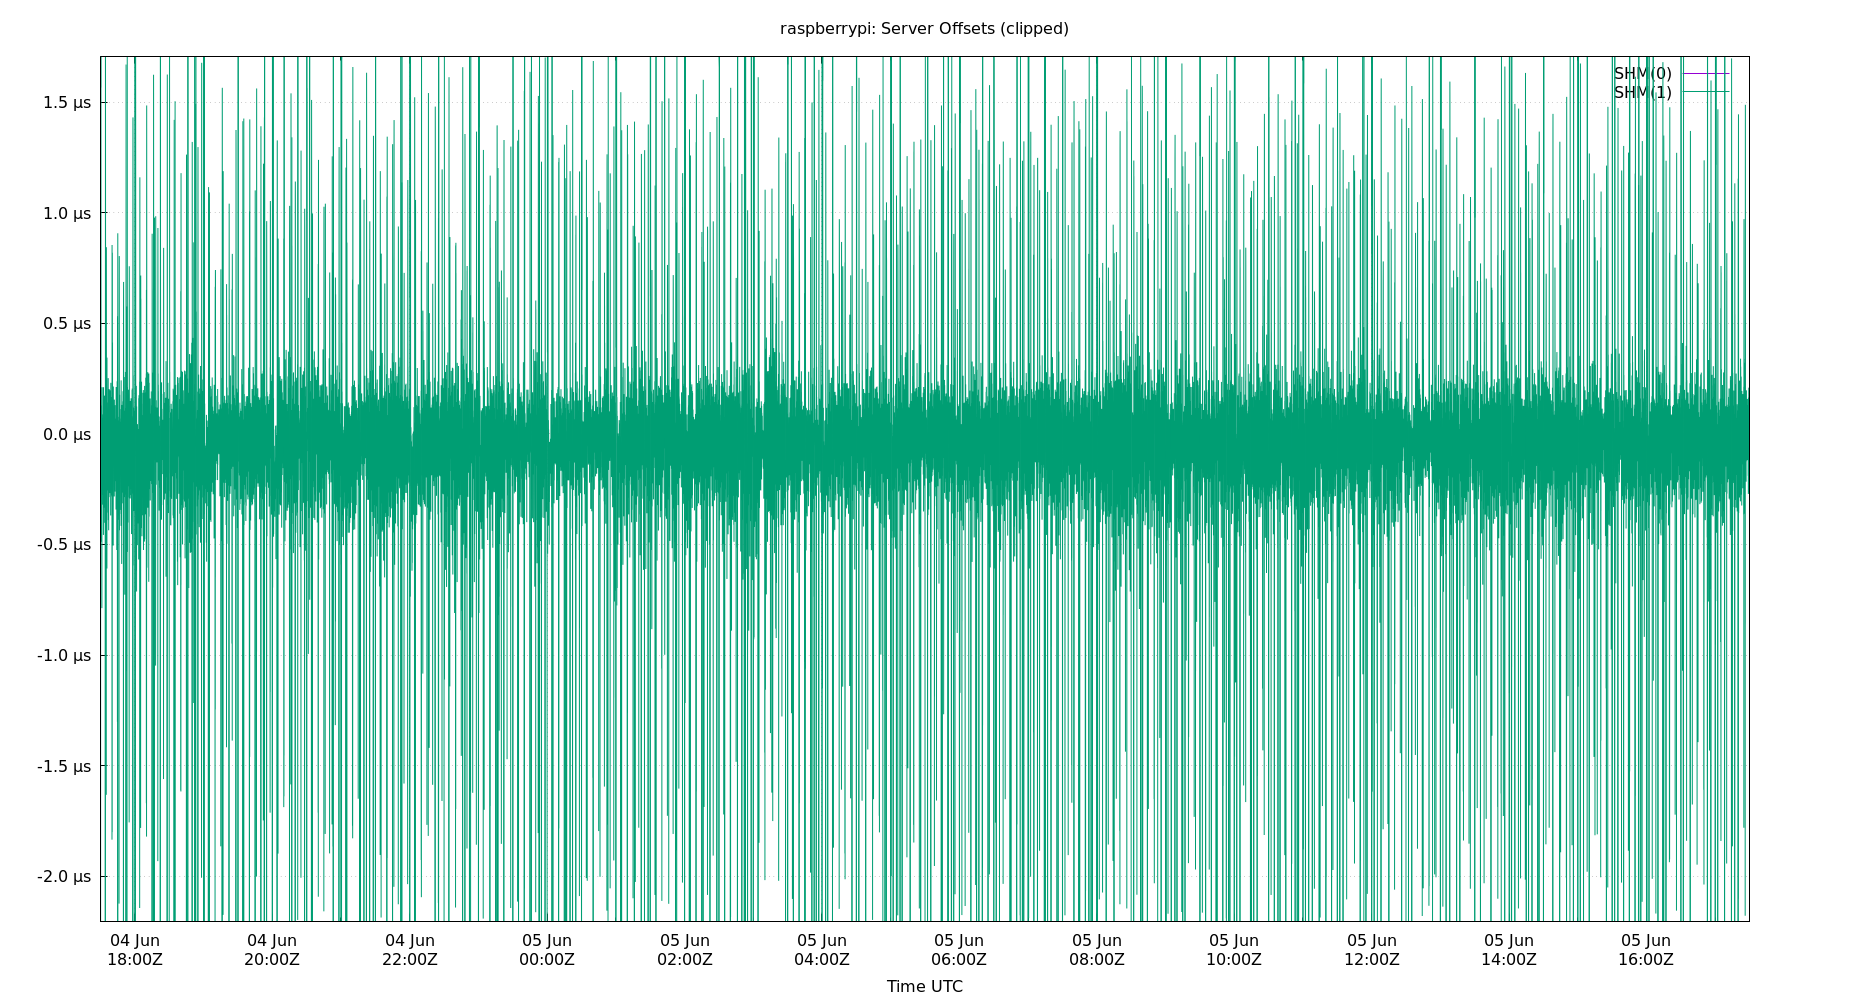 raspberrypi: Server Offsets (clipped)
SHM(0)
SHM(1)
1.5 µs
1.0 µs
0.5 µs
0.0 µs
-0.5 µs
-1.0 µs
-1.5 µs
-2.0 µs
04 Jun 04 Jun 04 Jun 05 Jun 05 Jun 05 Jun 05 Jun 05 Jun 05 Jun 05 Jun 05 Jun 05 Jun
18:00Z 20:00Z 22:00Z 00:00Z 02:00Z 04:00Z 06:00Z 08:00Z 10:00Z 12:00Z 14:00Z 16:00Z
Time UTC